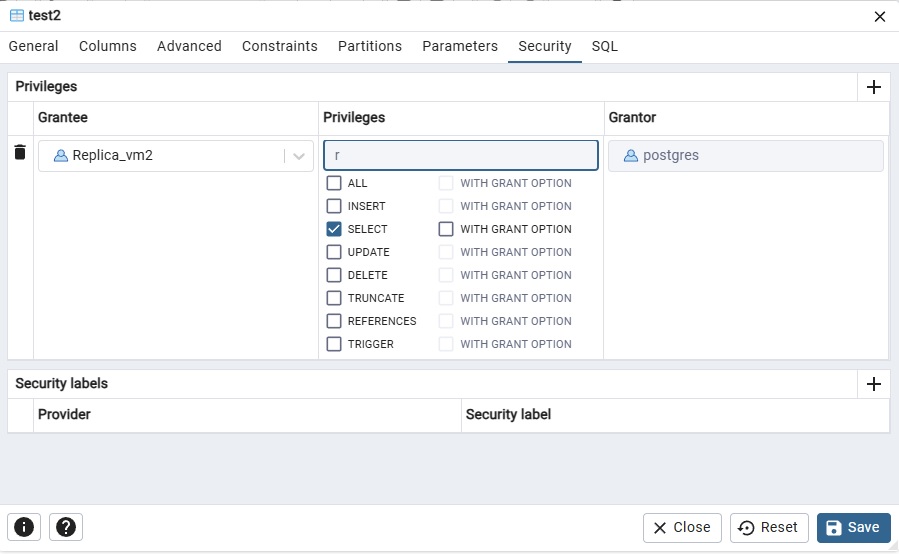 test2
General Columns Advanced Constraints Partitions Parameters Security SQL
Privileges
Grantee Privileges Grantor
Replica_vm2 r postgres
ALL WITH GRANT OPTION
INSERT WITH GRANT OPTION
SELECT WITH GRANT OPTION
UPDATE WITH GRANT OPTION
DELETE WITH GRANT OPTION
TRUNCATE WITH GRANT OPTION
REFERENCES WITH GRANT OPTION
TRIGGER WITH GRANT OPTION
Security labels
Provider Security label
Close Reset Save